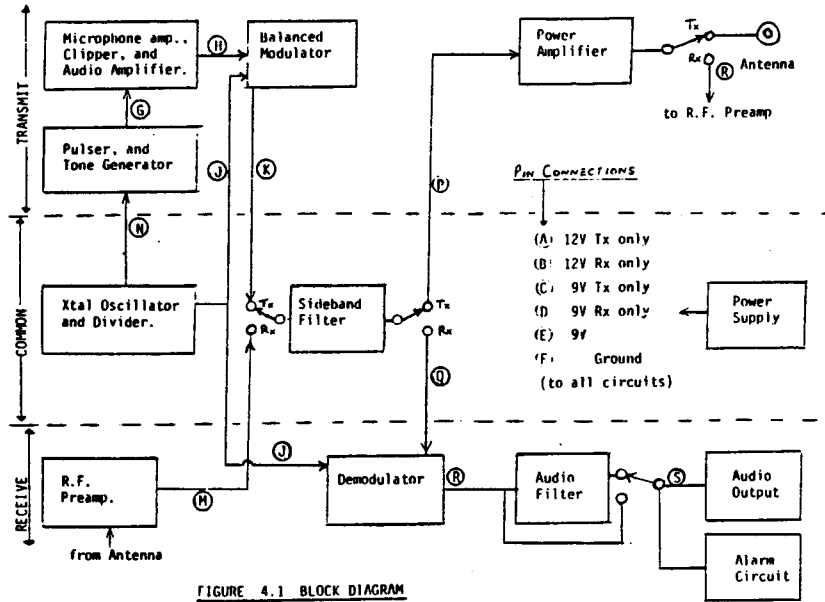 TRANSMIT
Microphone amp.,
Clipper, and
Audio Amplifier.
H
Balanced
Modulator
Power
Amplifier
Tx
Rx
R
Antenna
to R.F. Preamp
G
Pulser, and
Tone Generator
J
K
P
PIN CONNECTIONS
N
(A) 12V Tx only
(B) 12V Rx only
(C) 9V Tx only
(D 9V Rx only
(E) 9V
(F) Ground
(to all circuits)
COMMON
Xtal Oscillator
and Divider.
Tx
Rx
Sideband
Filter
Tx
Rx
Power
Supply
Q
RECEIVE
R.F.
Preamp.
M
J
Demodulator
R
Audio
Filter
S
Audio
Output
from Antenna
Alarm
Circuit
FIGURE 4.1 BLOCK DIAGRAM